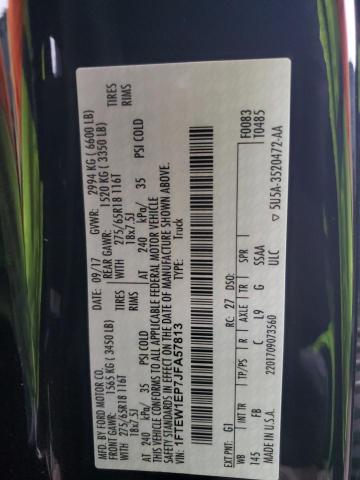 MFD. BY FORD MOTOR CO.
DATE: 09/17
GVWR: 2994 KG ( 6600 LB)
FRONT GAWR: 1565 KG ( 3450 LB)
REAR GAWR: 1520 KG ( 3350 LB)
WITH 275/65R18 116T TIRES
WITH 275/65R18 116T TIRES
18x7.5J RIMS
18x7.5J RIMS
AT 240 kPa/ 35 PSI COLD
AT 240 kPa/ 35 PSI COLD
THIS VEHICLE CONFORMS TO ALL APPLICABLE FEDERAL MOTOR VEHICLE
SAFETY STANDARDS IN EFFECT ON THE DATE OF MANUFACTURE SHOWN ABOVE.
VIN: 1FTEW1EP7JFA57813
TYPE: Truck
F0083
T0485
EXT PNT: G1
RC: 27
DSO:
WB INT TR TP/PS R AXLE TR SPR
145 FB C L9 G SSAA
ULC
MADE IN U.S.A.
2201709073560
5U5A-3520472-AA